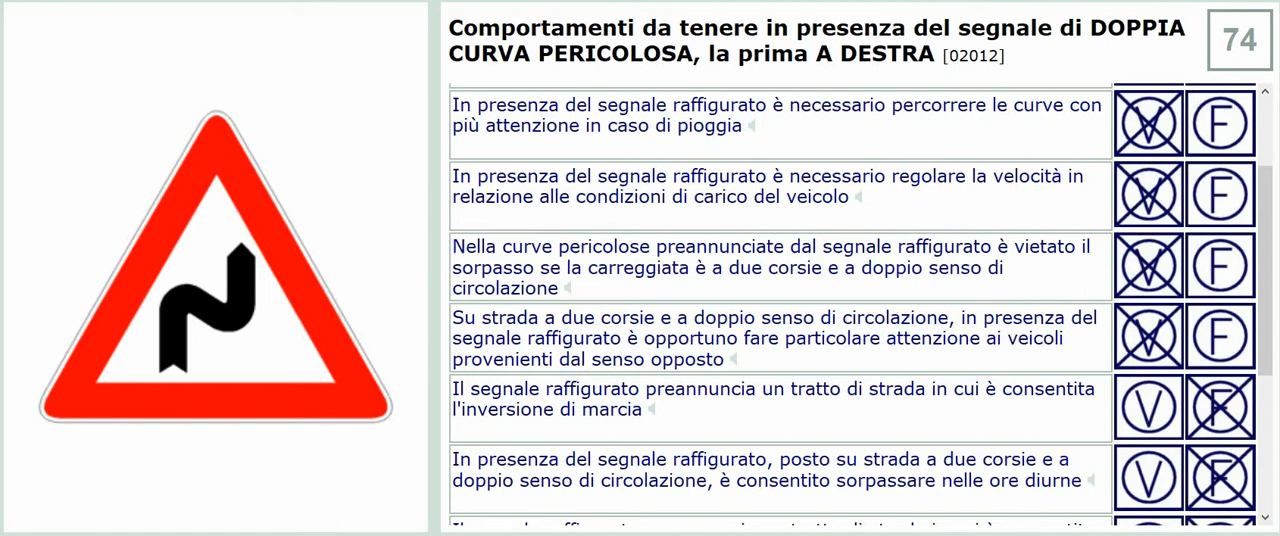 Comportamenti da tenere in presenza del segnale di DOPPIA
CURVA PERICOLOSA, la prima A DESTRA [02012]
74
In presenza del segnale raffigurato è necessario percorrere le curve con
più attenzione in caso di pioggia
V F
In presenza del segnale raffigurato è necessario regolare la velocità in
relazione alle condizioni di carico del veicolo
V F
Nella curve pericolose preannunciate dal segnale raffigurato è vietato il
sorpasso se la carreggiata è a due corsie e a doppio senso di
circolazione
V F
Su strada a due corsie e a doppio senso di circolazione, in presenza del
segnale raffigurato è opportuno fare particolare attenzione ai veicoli
provenienti dal senso opposto
V F
Il segnale raffigurato preannuncia un tratto di strada in cui è consentita
l'inversione di marcia
V F
In presenza del segnale raffigurato, posto su strada a due corsie e a
doppio senso di circolazione, è consentito sorpassare nelle ore diurne
V F